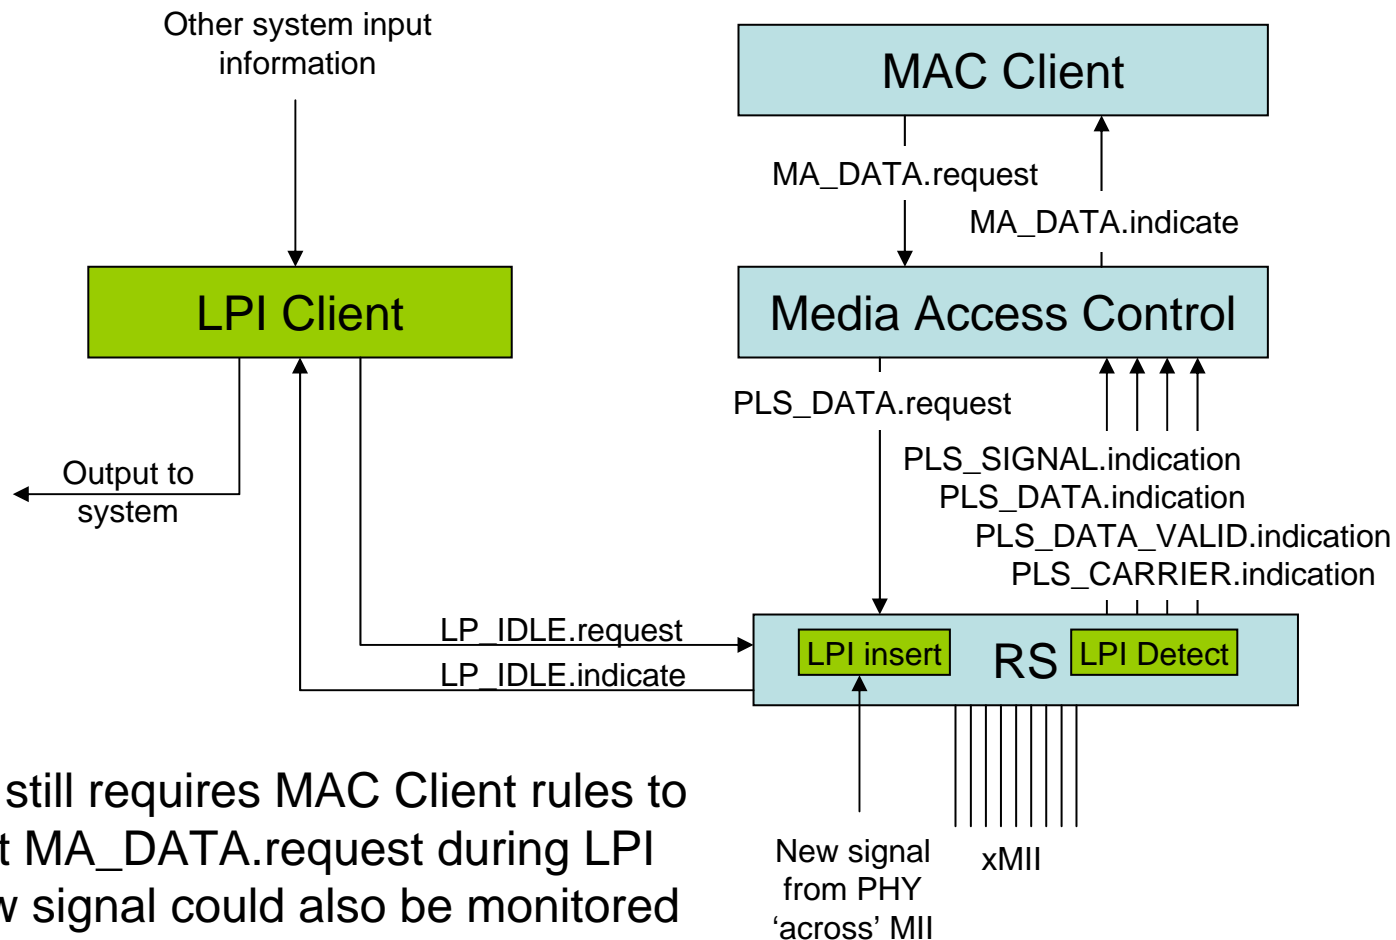 Other system input
information
MAC Client
MA_DATA.request
MA_DATA.indicate
LPI Client
Media Access Control
PLS_DATA.request
Output to
system
PLS_SIGNAL.indication
PLS_DATA.indication
PLS_DATA_VALID.indication
PLS_CARRIER.indication
LP_IDLE.request
LP_IDLE.indicate
LPI insert
RS
LPI Detect
still requires MAC Client rules to
MA_DATA.request during LPI
signal could also be monitored
New signal
from PHY
‘across’ MII
xMII